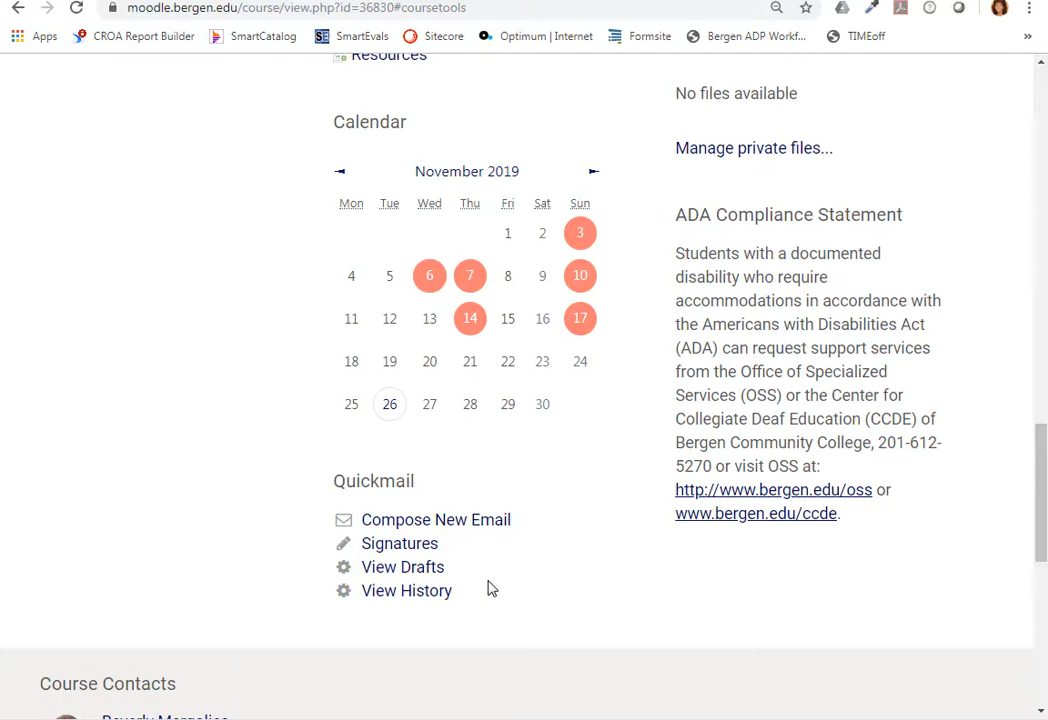 moodle.bergen.edu/course/view.php?id=36830#coursetools
Apps CROA Report Builder SmartCatalog SmartEvals Sitecore Optimum | Internet Formsite Bergen ADP Workf... TIMEoff »
Resources
Calendar
November 2019
Mon Tue Wed Thu Fri Sat Sun
1 2 3
4 5 6 7 8 9 10
11 12 13 14 15 16 17
18 19 20 21 22 23 24
25 26 27 28 29 30
Quickmail
Compose New Email
Signatures
View Drafts
View History
No files available
Manage private files...
ADA Compliance Statement
Students with a documented
disability who require
accommodations in accordance with
the Americans with Disabilities Act
(ADA) can request support services
from the Office of Specialized
Services (OSS) or the Center for
Collegiate Deaf Education (CCDE) of
Bergen Community College, 201-612-
5270 or visit OSS at:
http://www.bergen.edu/oss or
www.bergen.edu/ccde.
Course Contacts
Beverly Margolies